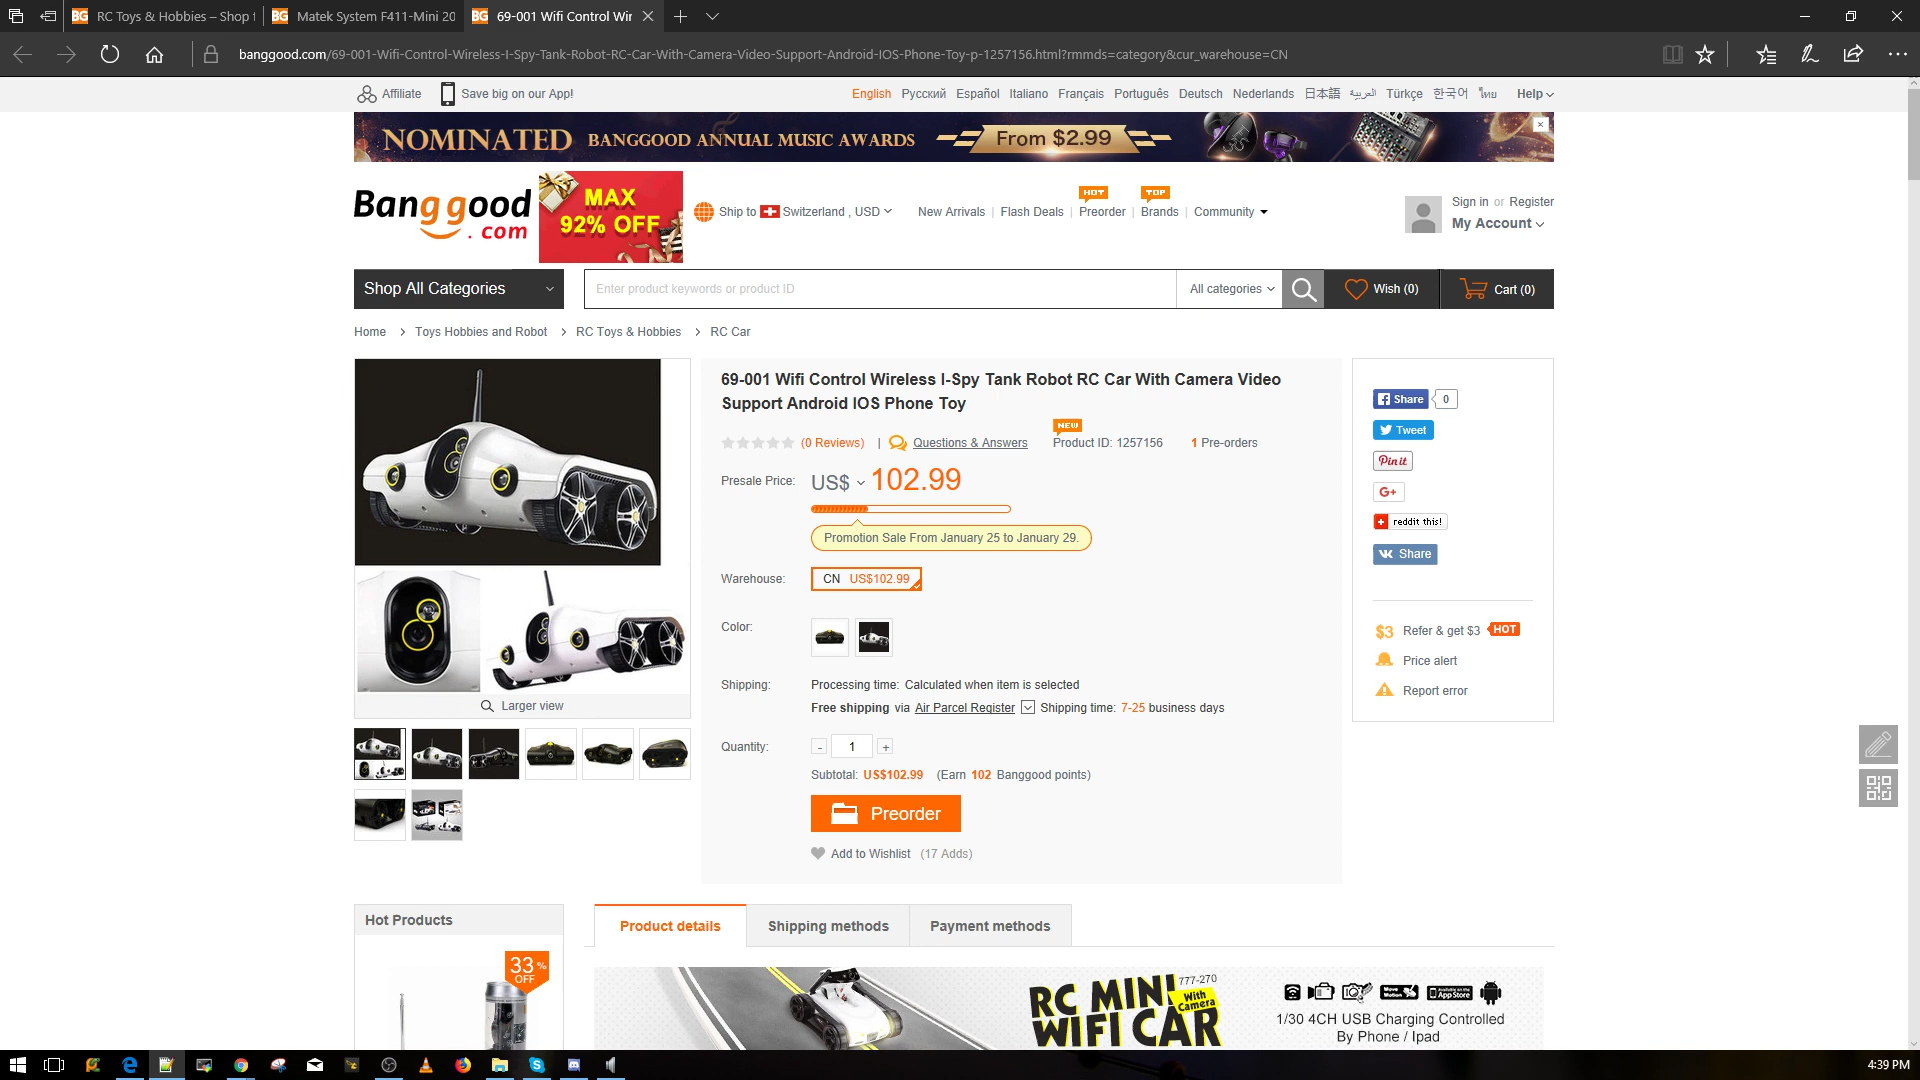 RC Toys & Hobbies – Shop
Matek System F411-Mini 20
69-001 Wifi Control Wir
banggood.com/69-001-Wifi-Control-Wireless-I-Spy-Tank-Robot-RC-Car-With-Camera-Video-Support-Android-IOS-Phone-Toy-p-1257156.html?rmmds=category&cur_warehouse=CN
Affiliate Save big on our App! English Русский Español Italiano Français Português Deutsch Nederlands 日本語 العربية Türkçe 한국어 ไทย Help
NOMINATED BANGGOOD ANNUAL MUSIC AWARDS From $2.99
Banggood.com
MAX
92% OFF
HOT TOP
Ship to Switzerland , USD New Arrivals | Flash Deals | Preorder | Brands | Community
Sign in or Register
My Account
Shop All Categories
Enter product keywords or product ID
All categories
Wish (0)
Cart (0)
Home > Toys Hobbies and Robot > RC Toys & Hobbies > RC Car
69-001 Wifi Control Wireless I-Spy Tank Robot RC Car With Camera Video
Support Android IOS Phone Toy
NEW
(0 Reviews) | Questions & Answers Product ID: 1257156 1 Pre-orders
Presale Price: US$ 102.99
Promotion Sale From January 25 to January 29.
Warehouse: CN US$102.99
Color:
Shipping: Processing time: Calculated when item is selected
Free shipping via Air Parcel Register Shipping time: 7-25 business days
Quantity: - 1 +
Subtotal: US$102.99 (Earn 102 Banggood points)
Preorder
Add to Wishlist (17 Adds)
Larger view
Share 0
Tweet
Pinit
G+
reddit this!
Share
$3 Refer & get $3 HOT
Price alert
Report error
Hot Products
33%
OFF
Product details
Shipping methods
Payment methods
RC MINI 777-270
With
Camera
WIFI CAR
1/30 4CH USB Charging Controlled
By Phone / Ipad
4:39 PM